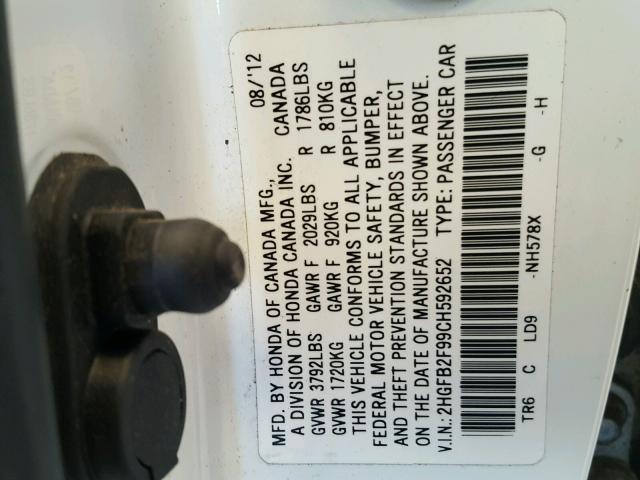 MFD. BY HONDA OF CANADA MFG., 08/'12
A DIVISION OF HONDA CANADA INC. CANADA
GVWR 3792LBS GAWR F 2029LBS R 1786LBS
GVWR 1720KG GAWR F 920KG R 810KG
THIS VEHICLE CONFORMS TO ALL APPLICABLE
FEDERAL MOTOR VEHICLE SAFETY, BUMPER,
AND THEFT PREVENTION STANDARDS IN EFFECT
ON THE DATE OF MANUFACTURE SHOWN ABOVE.
V.I.N.: 2HGFB2F99CH592652 TYPE: PASSENGER CAR
TR6 C LD9 -NH578X -G -H